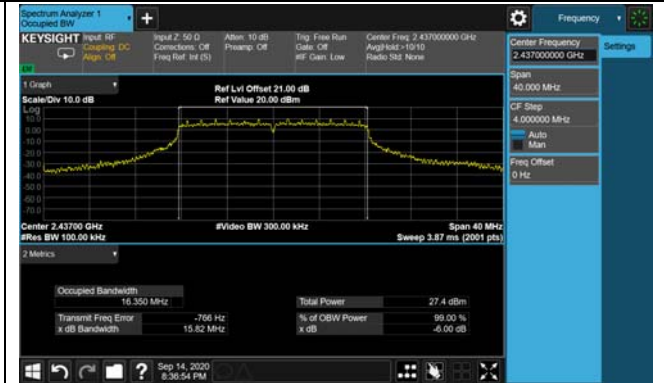 Spectrum Analyzer 1
Occupied BW
+
Frequency
KEYSIGHT
Input: RF
Coupling: DC
Align: Off
Input Z: 50 Ω
Corrections: Off
Freq Ref: Int (S)
Atten: 10 dB
Preamp: Off
Trig: Free Run
Gate: Off
#IF Gain: Low
Center Freq: 2.437000000 GHz
Avg|Hold:>10/10
Radio Std: None
Center Frequency
2.437000000 GHz
Settings
Span
40.000 MHz
CF Step
4.000000 MHz
Auto
Man
Freq Offset
0 Hz
1 Graph
Scale/Div 10.0 dB
Ref Lvl Offset 21.00 dB
Ref Value 20.00 dBm
Log
10.0
0.00
-10.0
-20.0
-30.0
-40.0
-50.0
-60.0
-70.0
Center 2.43700 GHz
#Res BW 100.00 kHz
#Video BW 300.00 kHz
Span 40 MHz
Sweep 3.87 ms (2001 pts)
2 Metrics
Occupied Bandwidth
16.350 MHz
Total Power 27.4 dBm
Transmit Freq Error -766 Hz
% of OBW Power 99.00 %
x dB Bandwidth 15.82 MHz
x dB -6.00 dB
?
Sep 14, 2020
8:36:54 PM